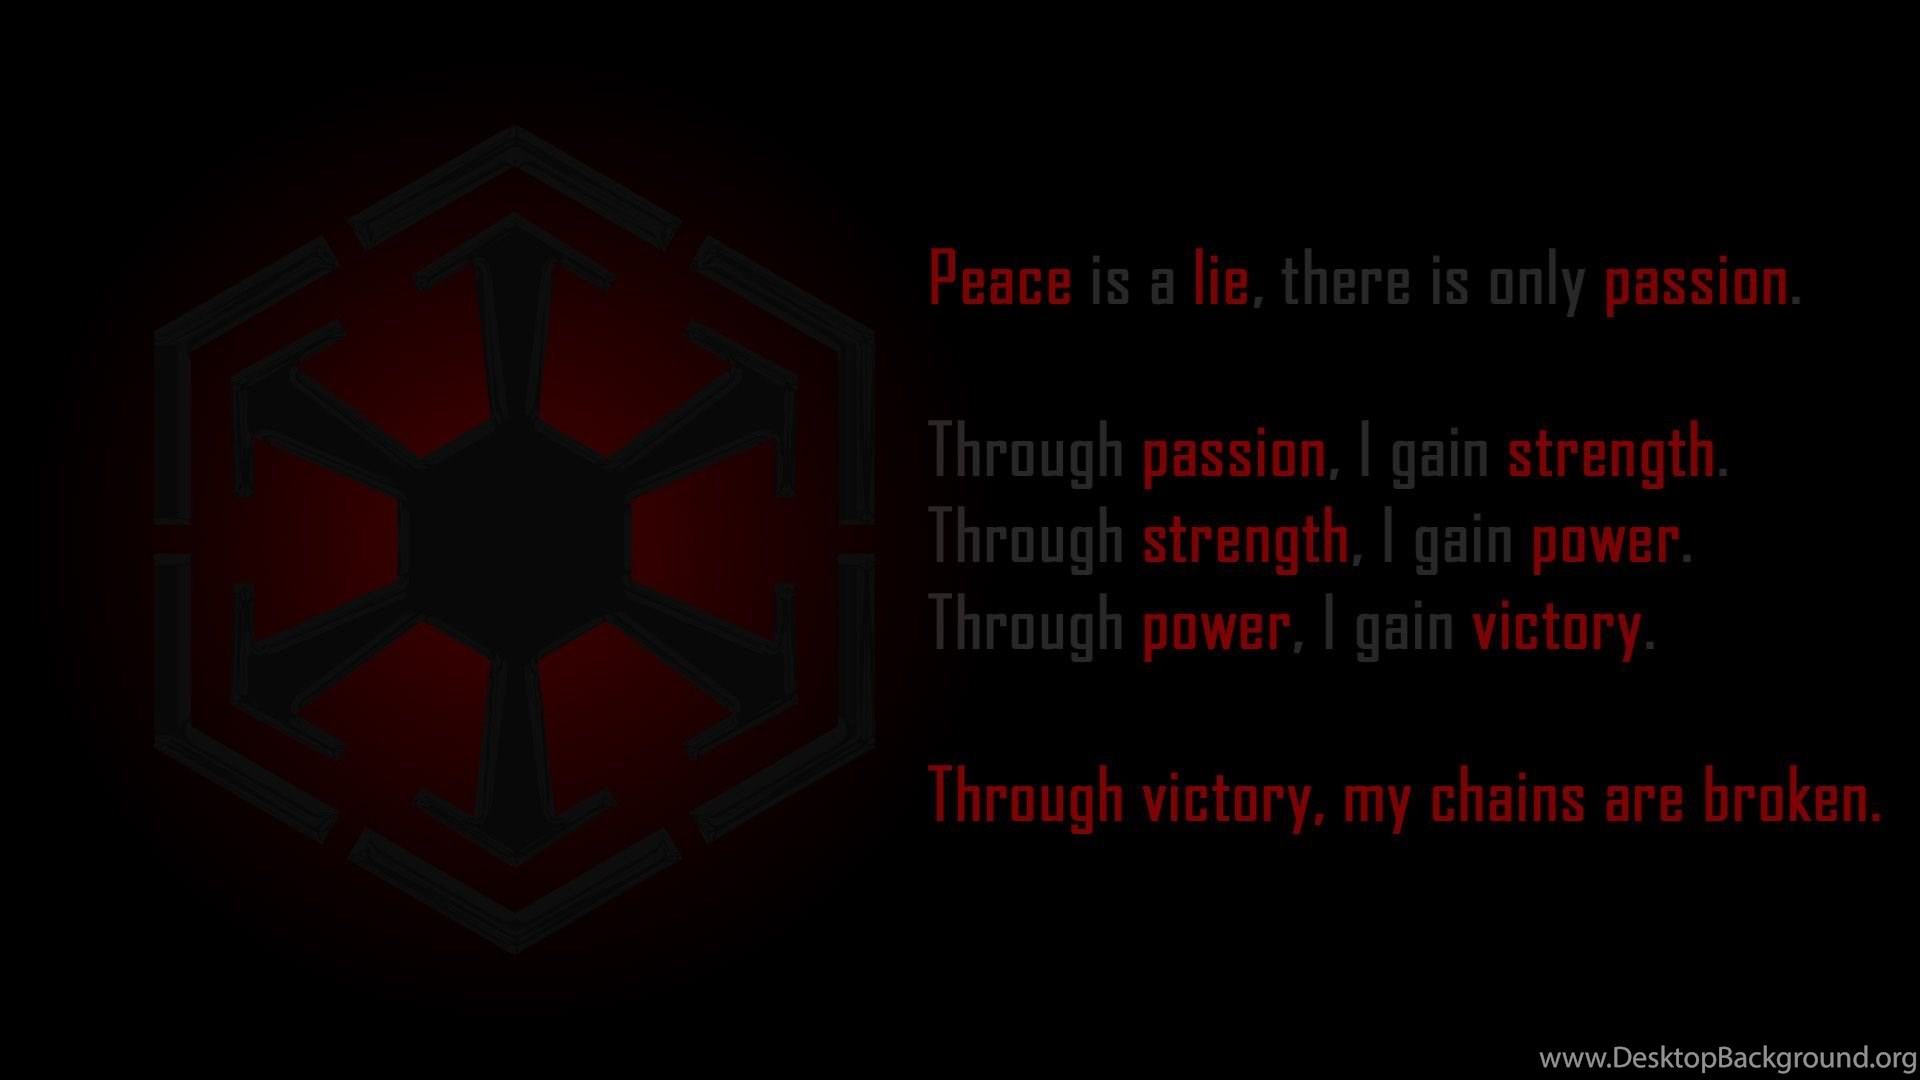 Peace is a lie, there is only passion.
Through passion, I gain strength.
Through strength, I gain power.
Through power, I gain victory.
Through victory, my chains are broken.
www.DesktopBackground.org